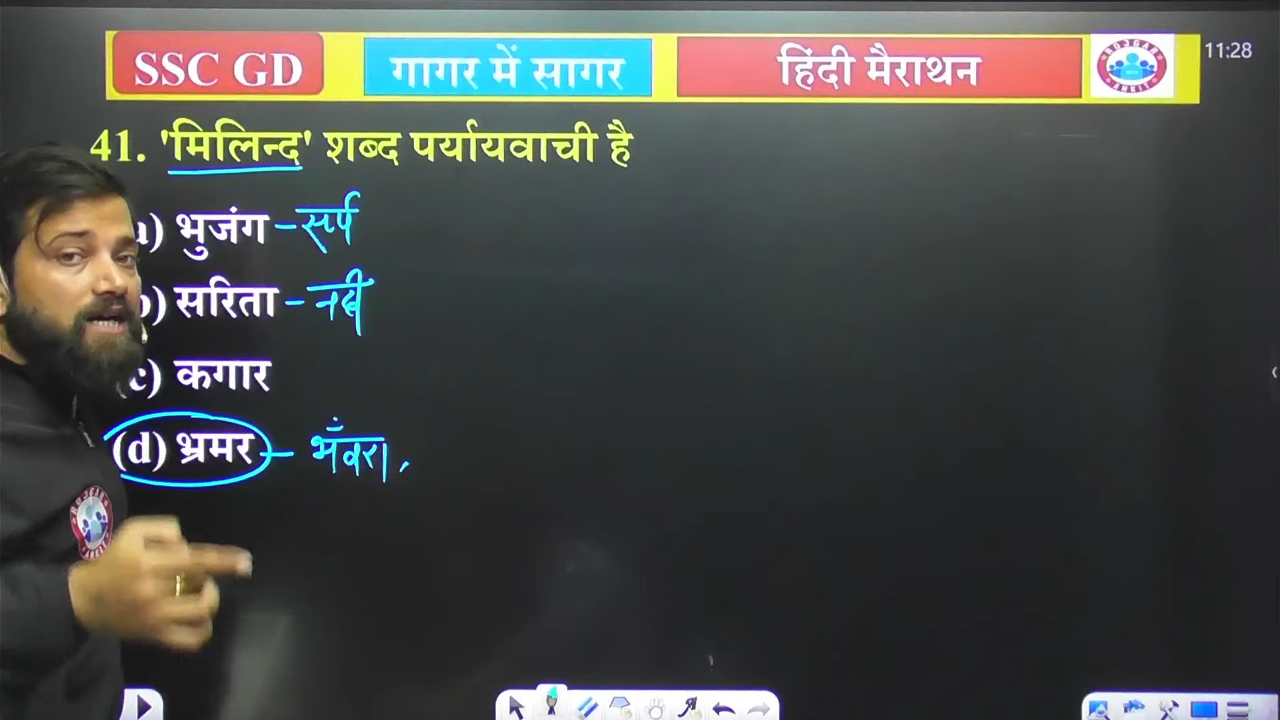 SSC GD गागर में सागर हिंदी मैराथन 11:28
41. 'मिलिन्द' शब्द पर्यायवाची है
a) भुजंग - सर्प
b) सरिता - नदी
(c) कगार
(d) भ्रमर - भँवरा,